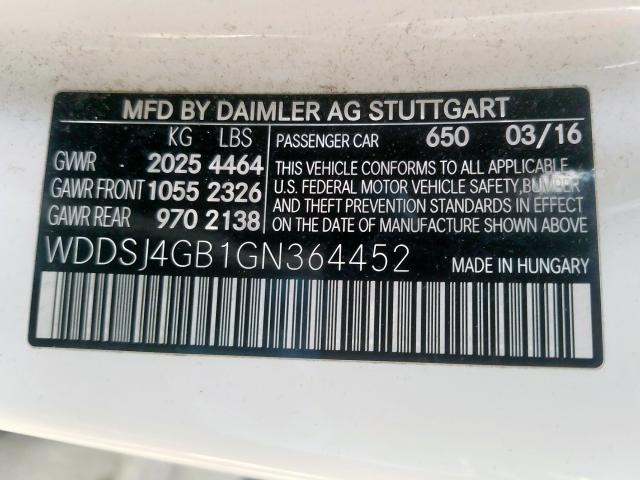 MFD BY DAIMLER AG STUTTGART
KG LBS
GVWR 2025 4464
GAWR FRONT 1055 2326
GAWR REAR 970 2138
PASSENGER CAR 650 03/16
THIS VEHICLE CONFORMS TO ALL APPLICABLE
U.S. FEDERAL MOTOR VEHICLE SAFETY, BUMPER
AND THEFT PREVENTION STANDARDS IN EFFECT
ON THE DATE OF MANUFACTURE SHOWN ABOVE.
WDDSJ4GB1GN364452 MADE IN HUNGARY